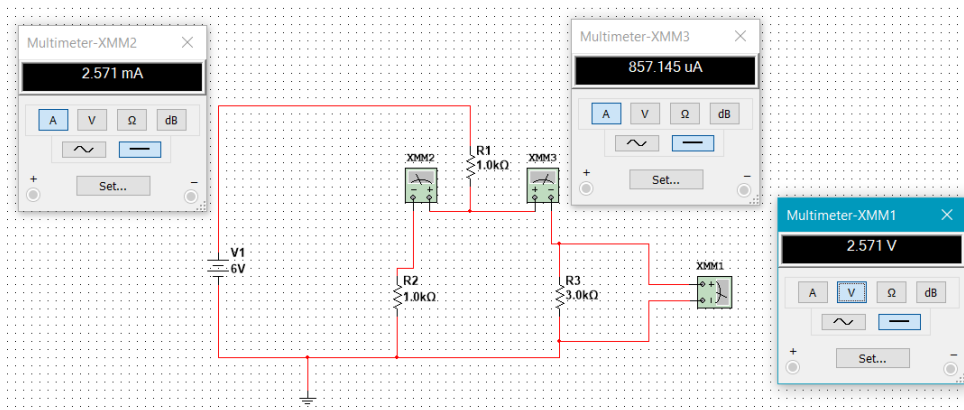 Multimeter-XMM2
2.571 mA
A V Ω dB
+ −
Set...
Multimeter-XMM3
857.145 uA
A V Ω dB
+ −
Set...
Multimeter-XMM1
2.571 V
A V Ω dB
+ −
Set...
XMM2
− +
R1
1.0kΩ
XMM3
+ −
V1
6V
R2
1.0kΩ
R3
3.0kΩ
XMM1
+